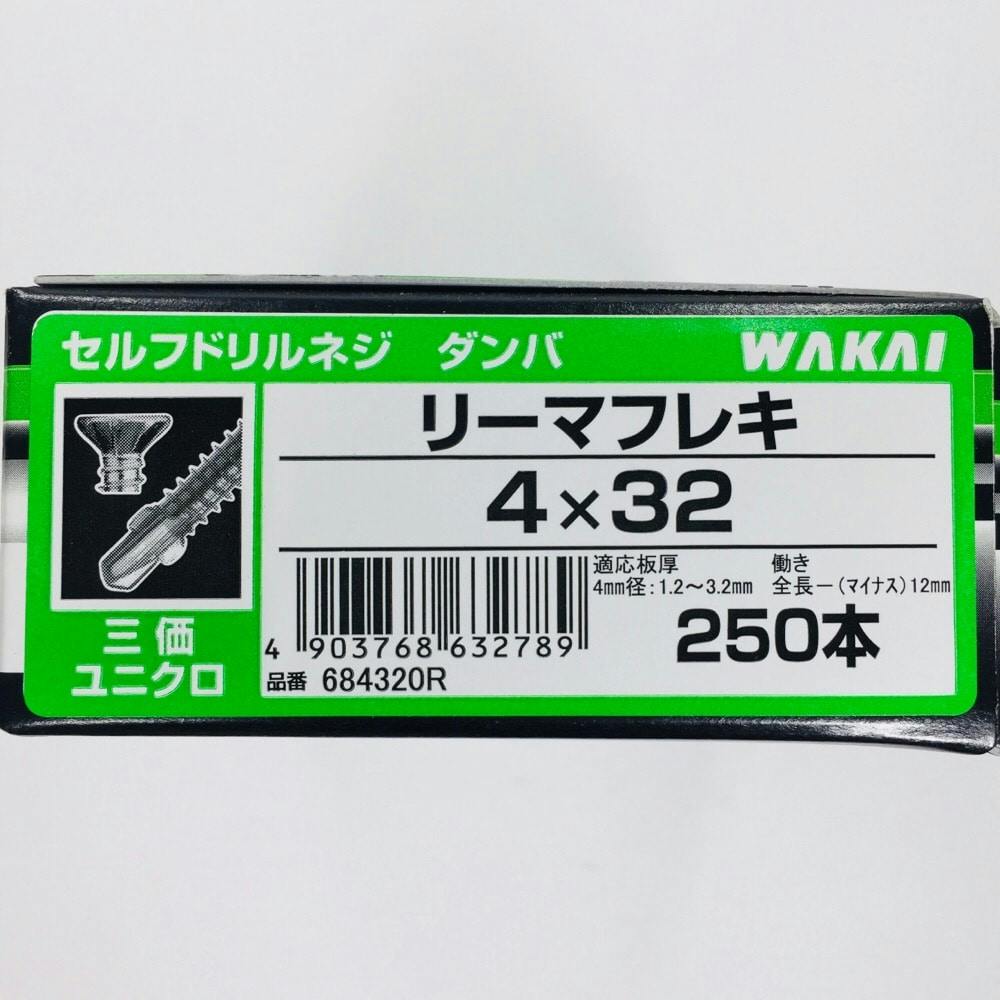 セルフドリルネジ ダンバ WAKAI
リーマフレキ
4×32
適応板厚 働き
4mm径：1.2～3.2mm 全長ー(マイナス)12mm
250本
4 903768 632789
品番 684320R
三価
ユニクロ